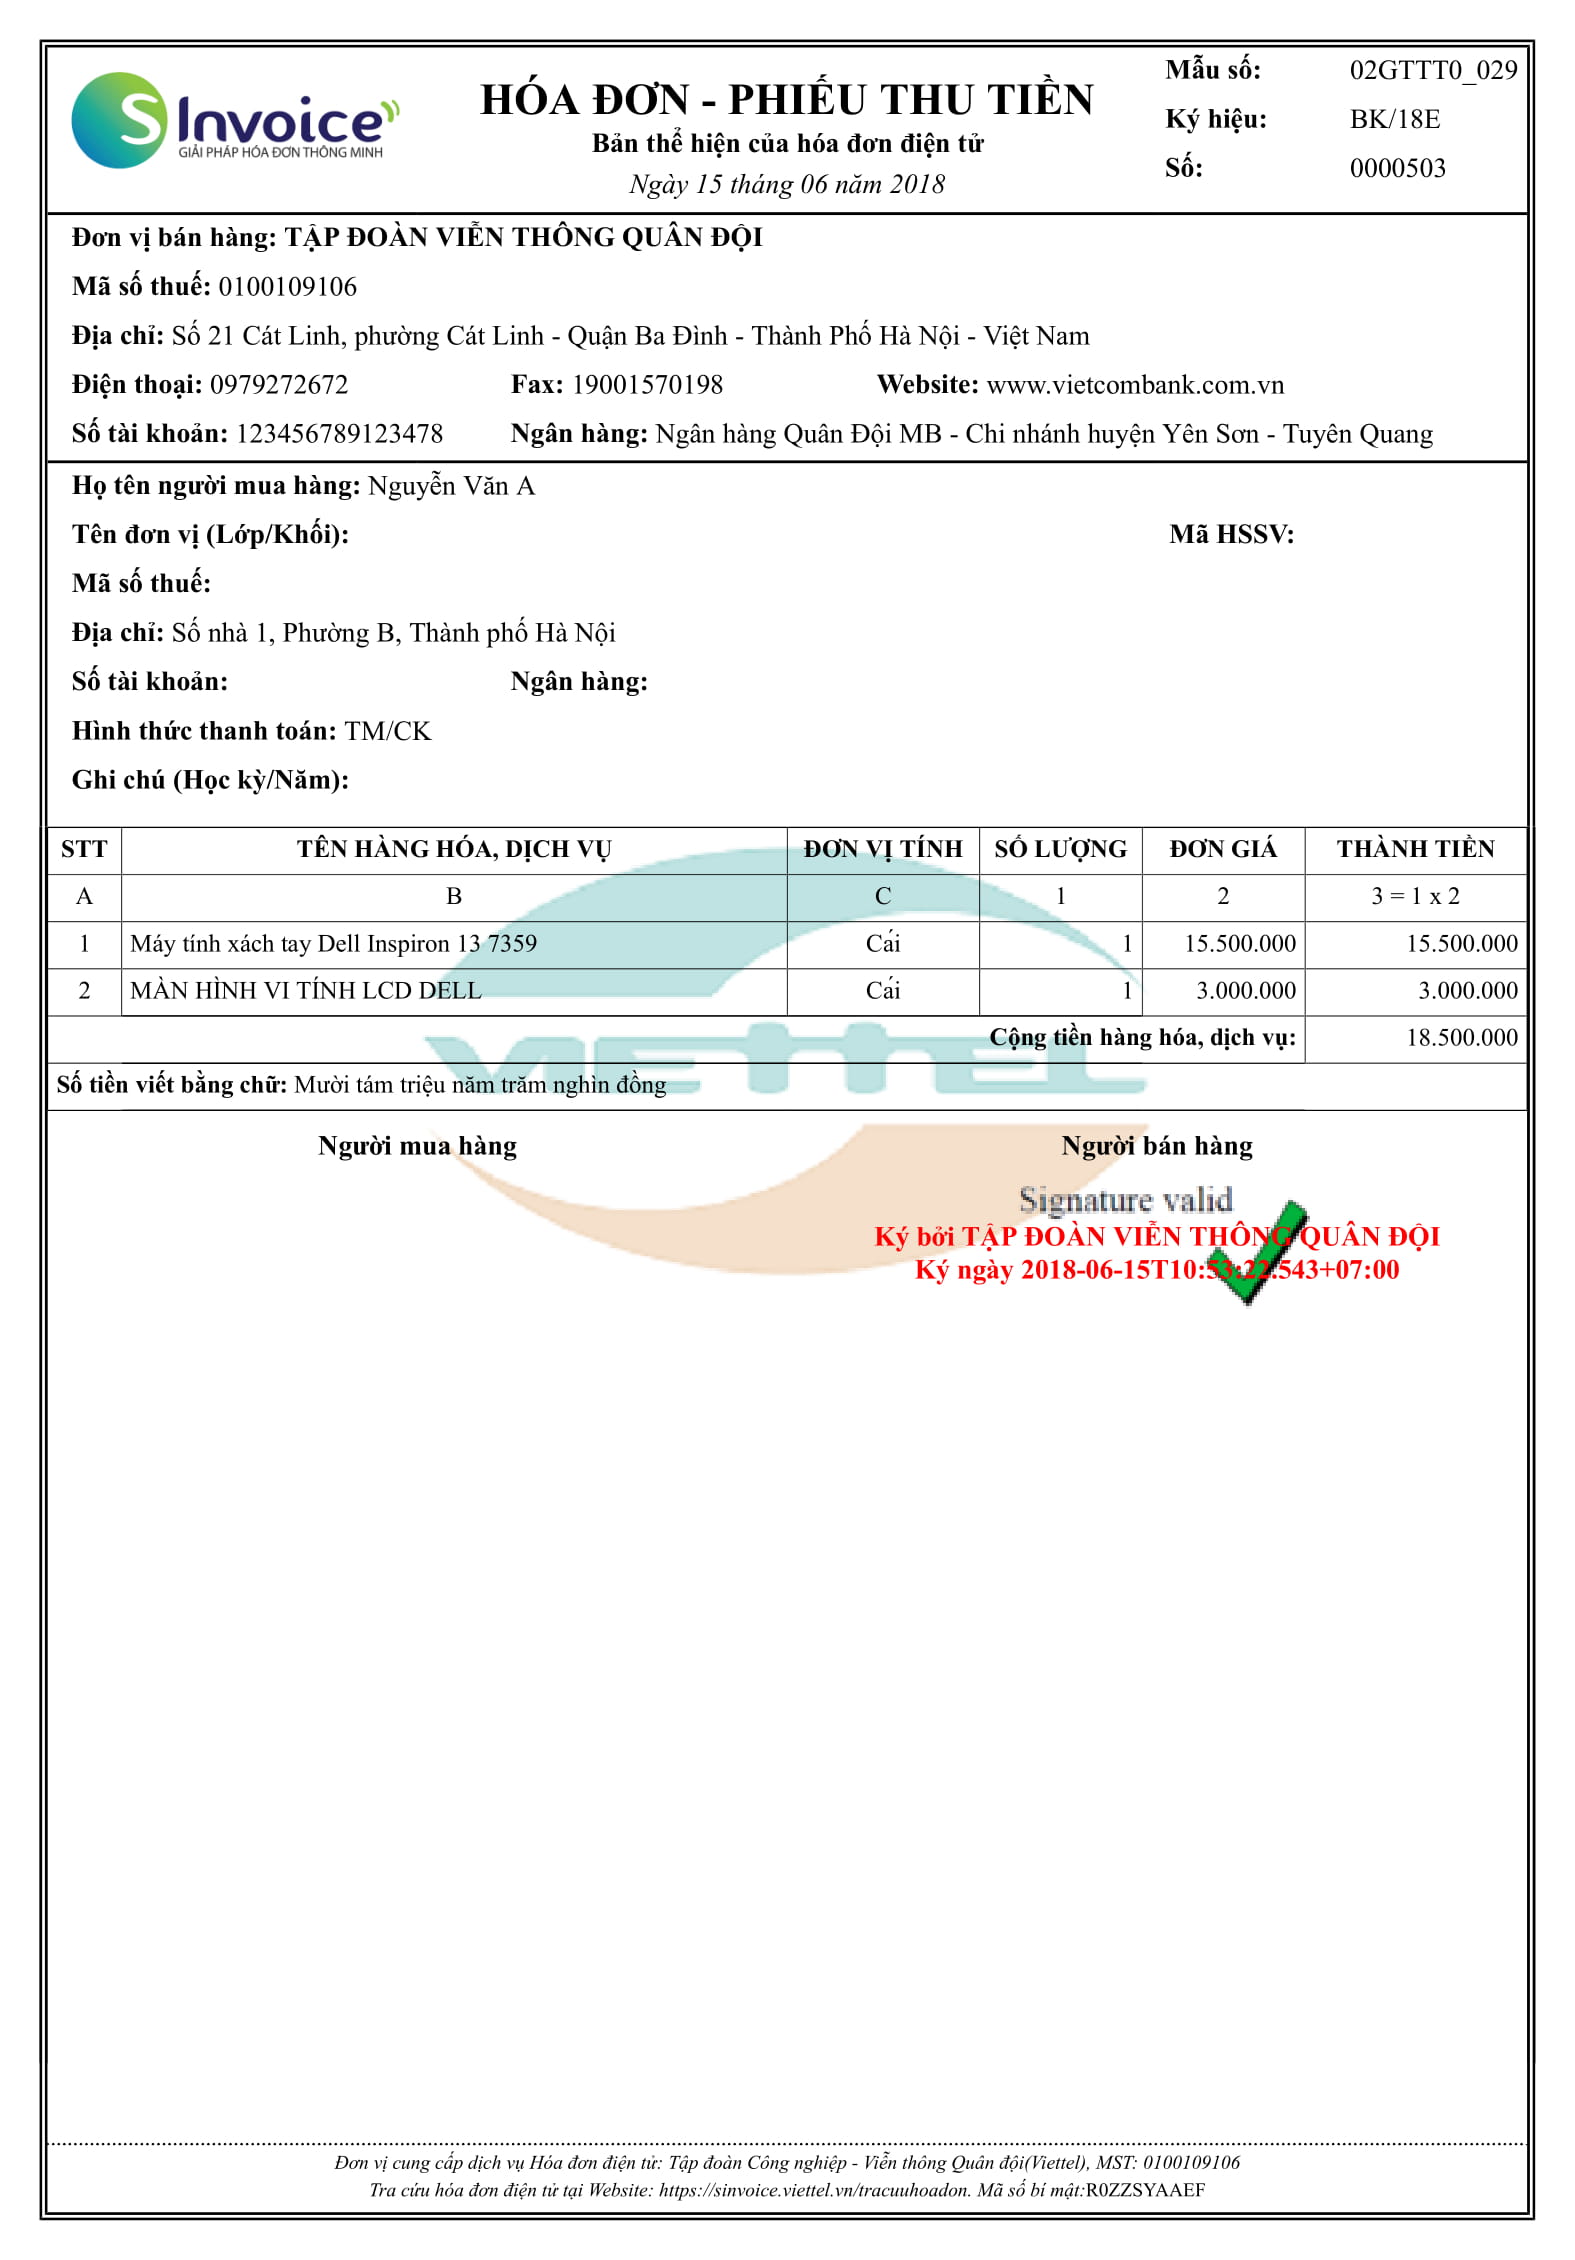 S Invoice
GIẢI PHÁP HÓA ĐƠN THÔNG MINH
HÓA ĐƠN - PHIẾU THU TIỀN
Bản thể hiện của hóa đơn điện tử
Ngày 15 tháng 06 năm 2018
Mẫu số: 02GTTT0_029
Ký hiệu: BK/18E
Số: 0000503
Đơn vị bán hàng: TẬP ĐOÀN VIỄN THÔNG QUÂN ĐỘI
Mã số thuế: 0100109106
Địa chỉ: Số 21 Cát Linh, phường Cát Linh - Quận Ba Đình - Thành Phố Hà Nội - Việt Nam
Điện thoại: 0979272672 Fax: 19001570198 Website: www.vietcombank.com.vn
Số tài khoản: 123456789123478 Ngân hàng: Ngân hàng Quân Đội MB - Chi nhánh huyện Yên Sơn - Tuyên Quang
Họ tên người mua hàng: Nguyễn Văn A
Tên đơn vị (Lớp/Khối): Mã HSSV:
Mã số thuế:
Địa chỉ: Số nhà 1, Phường B, Thành phố Hà Nội
Số tài khoản: Ngân hàng:
Hình thức thanh toán: TM/CK
Ghi chú (Học kỳ/Năm):
STT TÊN HÀNG HÓA, DỊCH VỤ ĐƠN VỊ TÍNH SỐ LƯỢNG ĐƠN GIÁ THÀNH TIỀN
A B C 1 2 3 = 1 x 2
1 Máy tính xách tay Dell Inspiron 13 7359 Cái 1 15.500.000 15.500.000
2 MÀN HÌNH VI TÍNH LCD DELL Cái 1 3.000.000 3.000.000
Cộng tiền hàng hóa, dịch vụ: 18.500.000
VIETTEL
Số tiền viết bằng chữ: Mười tám triệu năm trăm nghìn đồng
Người mua hàng Người bán hàng
Signature valid
Ký bởi TẬP ĐOÀN VIỄN THÔNG QUÂN ĐỘI
Ký ngày 2018-06-15T10:53:22.543+07:00
Đơn vị cung cấp dịch vụ Hóa đơn điện tử: Tập đoàn Công nghiệp - Viễn thông Quân đội(Viettel), MST: 0100109106
Tra cứu hóa đơn điện tử tại Website: https://sinvoice.viettel.vn/tracuuhoadon. Mã số bí mật:R0ZZSYAAEF